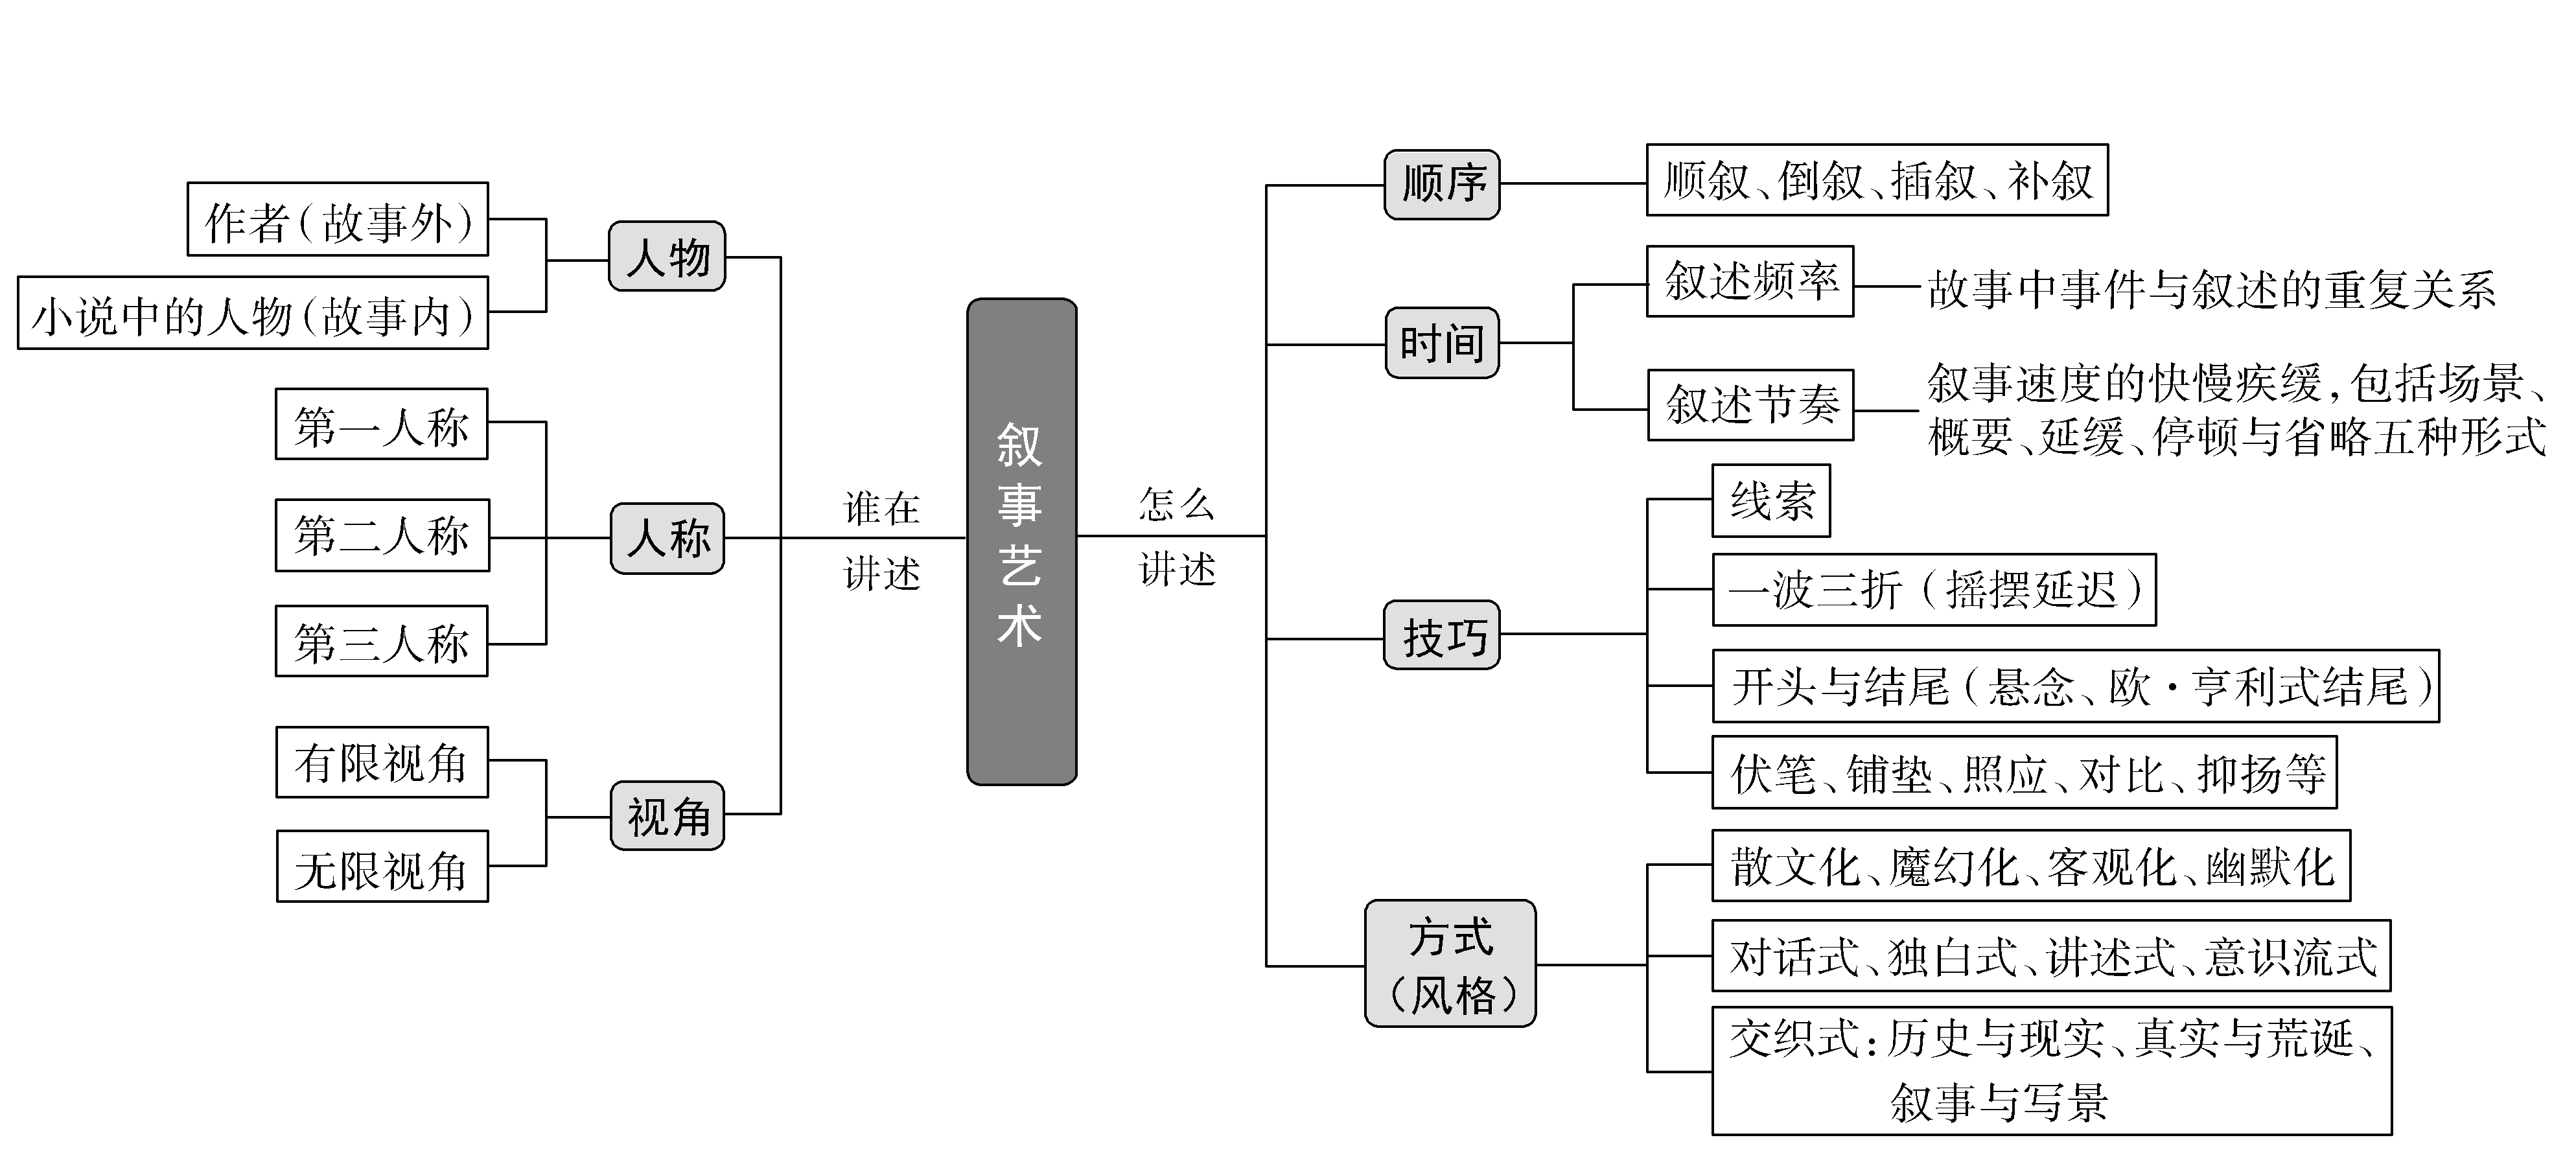 作者（故事外）
小说中的人物（故事内）
人物
第一人称
第二人称
第三人称
人称
有限视角
无限视角
视角
谁在
讲述
叙事艺术
怎么
讲述
顺序
顺叙、倒叙、插叙、补叙
时间
叙述频率
故事中事件与叙述的重复关系
叙述节奏
叙事速度的快慢疾缓，包括场景、
概要、延缓、停顿与省略五种形式
技巧
线索
一波三折（摇摆延迟）
开头与结尾（悬念、欧·亨利式结尾）
伏笔、铺垫、照应、对比、抑扬等
方式
（风格）
散文化、魔幻化、客观化、幽默化
对话式、独白式、讲述式、意识流式
交织式：历史与现实、真实与荒诞、
叙事与写景